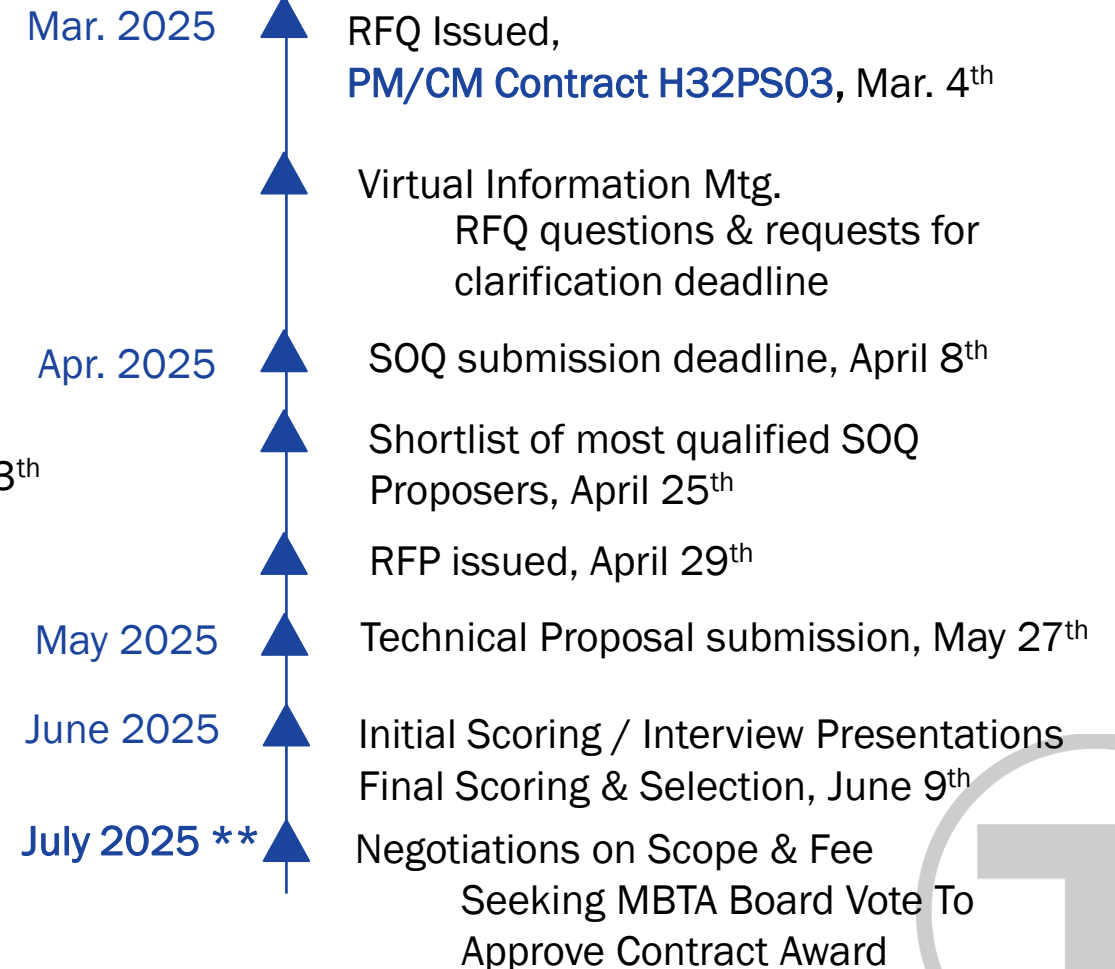 Mar. 2025
RFQ Issued,
PM/CM Contract H32PS03, Mar. 4th
Virtual Information Mtg.
RFQ questions & requests for
clarification deadline
Apr. 2025
SOQ submission deadline, April 8th
Shortlist of most qualified SOQ
Proposers, April 25th
RFP issued, April 29th
May 2025
Technical Proposal submission, May 27th
June 2025
Initial Scoring / Interview Presentations
Final Scoring & Selection, June 9th
July 2025 **
Negotiations on Scope & Fee
Seeking MBTA Board Vote To
Approve Contract Award